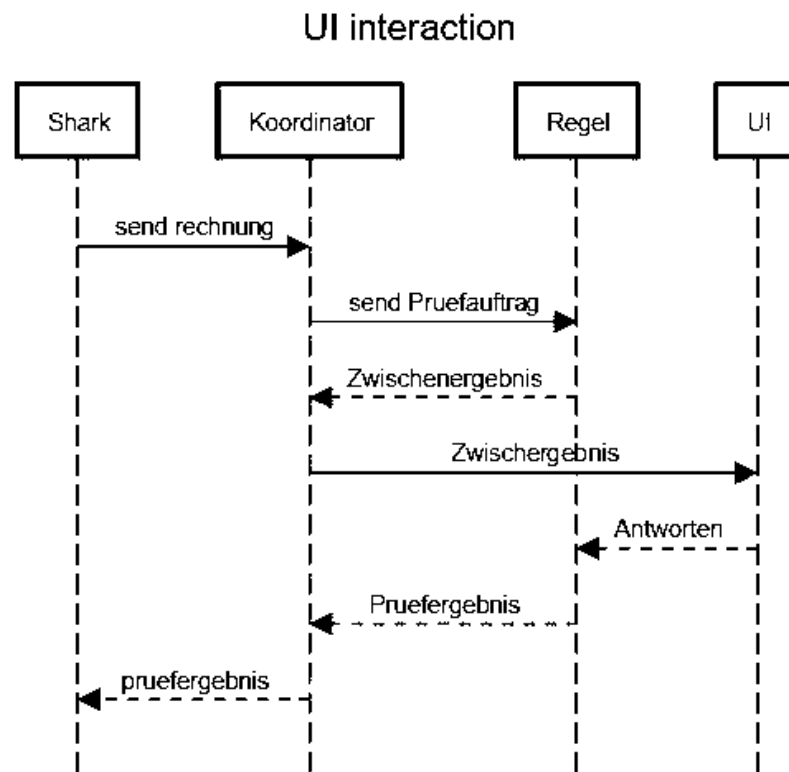 UI interaction
Shark
Koordinator
Regel
UI
send rechnung
send Pruefauftrag
Zwischenergebnis
Zwischergebnis
Antworten
Pruefergebnis
pruefergebnis